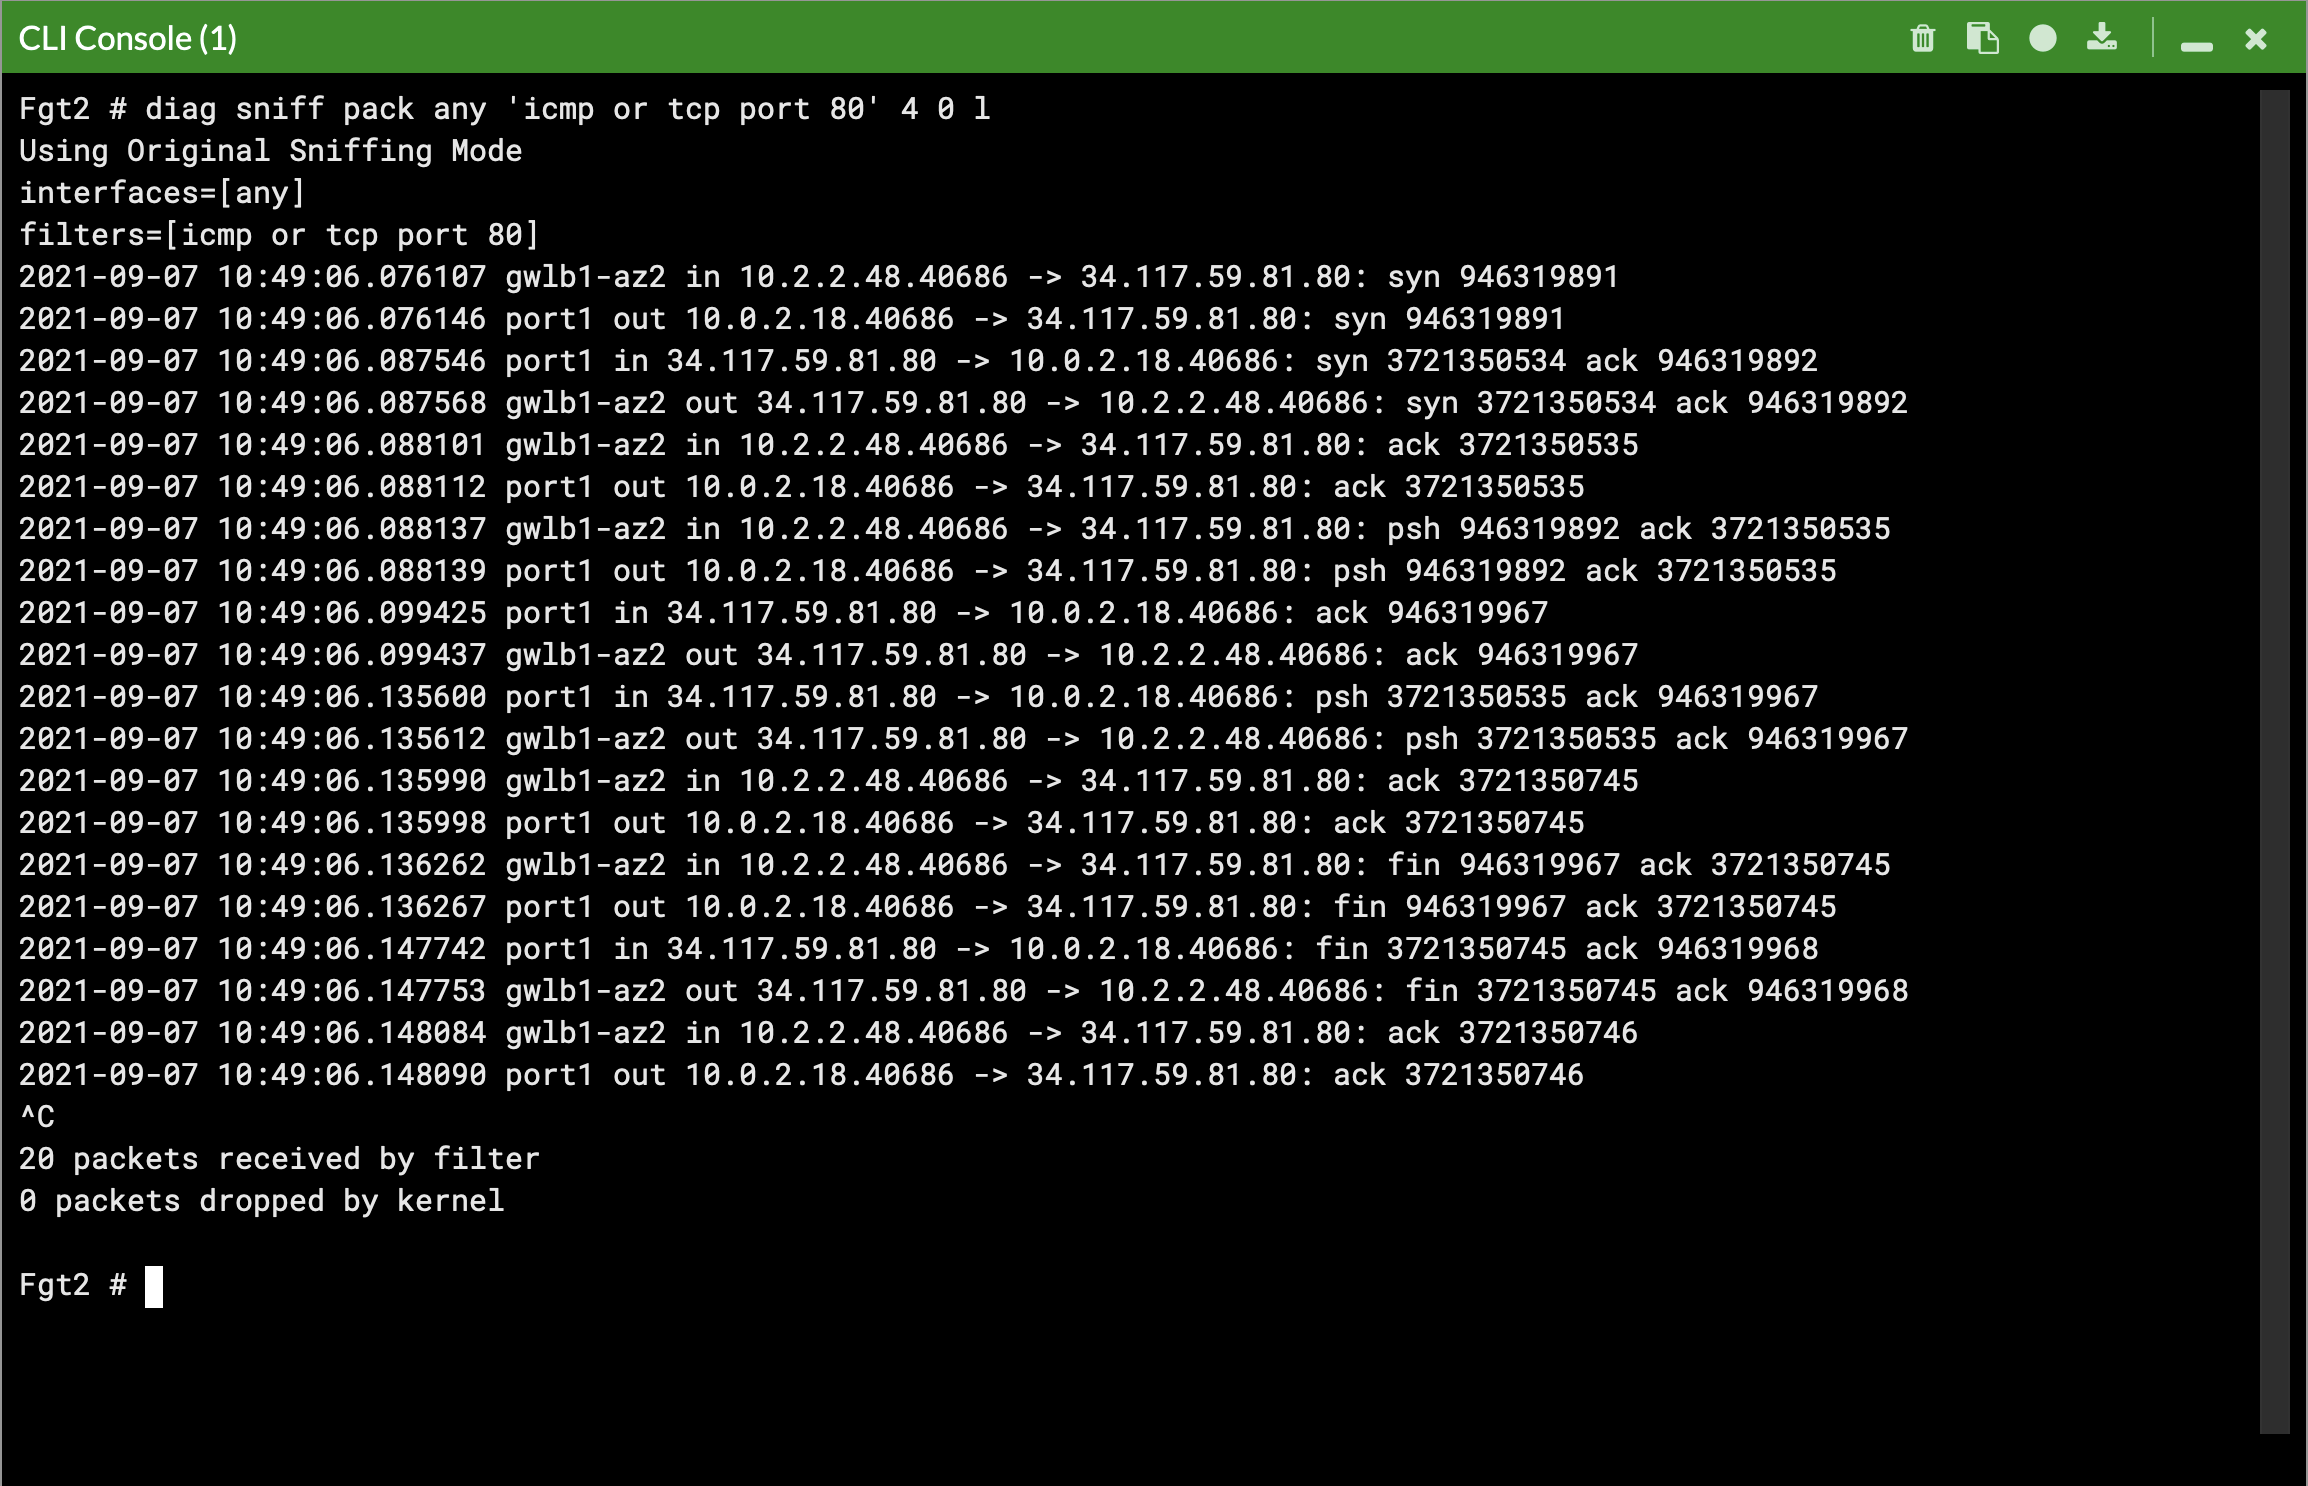 CLI Console (1)
Fgt2 # diag sniff pack any 'icmp or tcp port 80' 4 0 l
Using Original Sniffing Mode
interfaces=[any]
filters=[icmp or tcp port 80]
2021-09-07 10:49:06.076107 gwlb1-az2 in 10.2.2.48.40686 -> 34.117.59.81.80: syn 946319891
2021-09-07 10:49:06.076146 port1 out 10.0.2.18.40686 -> 34.117.59.81.80: syn 946319891
2021-09-07 10:49:06.087546 port1 in 34.117.59.81.80 -> 10.0.2.18.40686: syn 3721350534 ack 946319892
2021-09-07 10:49:06.087568 gwlb1-az2 out 34.117.59.81.80 -> 10.2.2.48.40686: syn 3721350534 ack 946319892
2021-09-07 10:49:06.088101 gwlb1-az2 in 10.2.2.48.40686 -> 34.117.59.81.80: ack 3721350535
2021-09-07 10:49:06.088112 port1 out 10.0.2.18.40686 -> 34.117.59.81.80: ack 3721350535
2021-09-07 10:49:06.088137 gwlb1-az2 in 10.2.2.48.40686 -> 34.117.59.81.80: psh 946319892 ack 3721350535
2021-09-07 10:49:06.088139 port1 out 10.0.2.18.40686 -> 34.117.59.81.80: psh 946319892 ack 3721350535
2021-09-07 10:49:06.099425 port1 in 34.117.59.81.80 -> 10.0.2.18.40686: ack 946319967
2021-09-07 10:49:06.099437 gwlb1-az2 out 34.117.59.81.80 -> 10.2.2.48.40686: ack 946319967
2021-09-07 10:49:06.135600 port1 in 34.117.59.81.80 -> 10.0.2.18.40686: psh 3721350535 ack 946319967
2021-09-07 10:49:06.135612 gwlb1-az2 out 34.117.59.81.80 -> 10.2.2.48.40686: psh 3721350535 ack 946319967
2021-09-07 10:49:06.135990 gwlb1-az2 in 10.2.2.48.40686 -> 34.117.59.81.80: ack 3721350745
2021-09-07 10:49:06.135998 port1 out 10.0.2.18.40686 -> 34.117.59.81.80: ack 3721350745
2021-09-07 10:49:06.136262 gwlb1-az2 in 10.2.2.48.40686 -> 34.117.59.81.80: fin 946319967 ack 3721350745
2021-09-07 10:49:06.136267 port1 out 10.0.2.18.40686 -> 34.117.59.81.80: fin 946319967 ack 3721350745
2021-09-07 10:49:06.147742 port1 in 34.117.59.81.80 -> 10.0.2.18.40686: fin 3721350745 ack 946319968
2021-09-07 10:49:06.147753 gwlb1-az2 out 34.117.59.81.80 -> 10.2.2.48.40686: fin 3721350745 ack 946319968
2021-09-07 10:49:06.148084 gwlb1-az2 in 10.2.2.48.40686 -> 34.117.59.81.80: ack 3721350746
2021-09-07 10:49:06.148090 port1 out 10.0.2.18.40686 -> 34.117.59.81.80: ack 3721350746
^C
20 packets received by filter
0 packets dropped by kernel
Fgt2 #